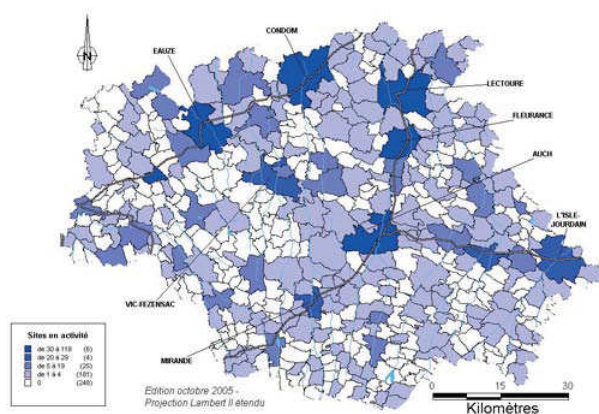 N
CONDOM
EAUZE
LECTOURE
FLEURANCE
AUCH
L'ISLE-
JOURDAIN
VIC-FEZENSAC
MIRANDE
Sites en activité
de 30 à 118 (6)
de 20 à 29 (4)
de 5 à 19 (25)
de 1 à 4 (181)
0 (248)
Edition octobre 2005 -
Projection Lambert II étendu
0 15 30
Kilomètres